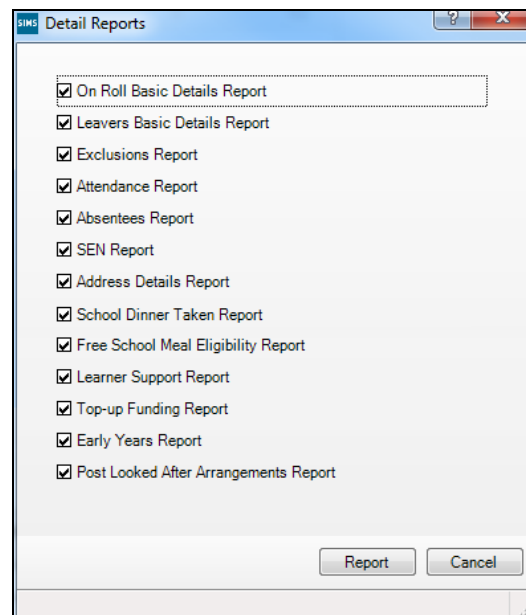 SIMS Detail Reports ?
On Roll Basic Details Report
Leavers Basic Details Report
Exclusions Report
Attendance Report
Absentees Report
SEN Report
Address Details Report
School Dinner Taken Report
Free School Meal Eligibility Report
Learner Support Report
Top-up Funding Report
Early Years Report
Post Looked After Arrangements Report
Report Cancel